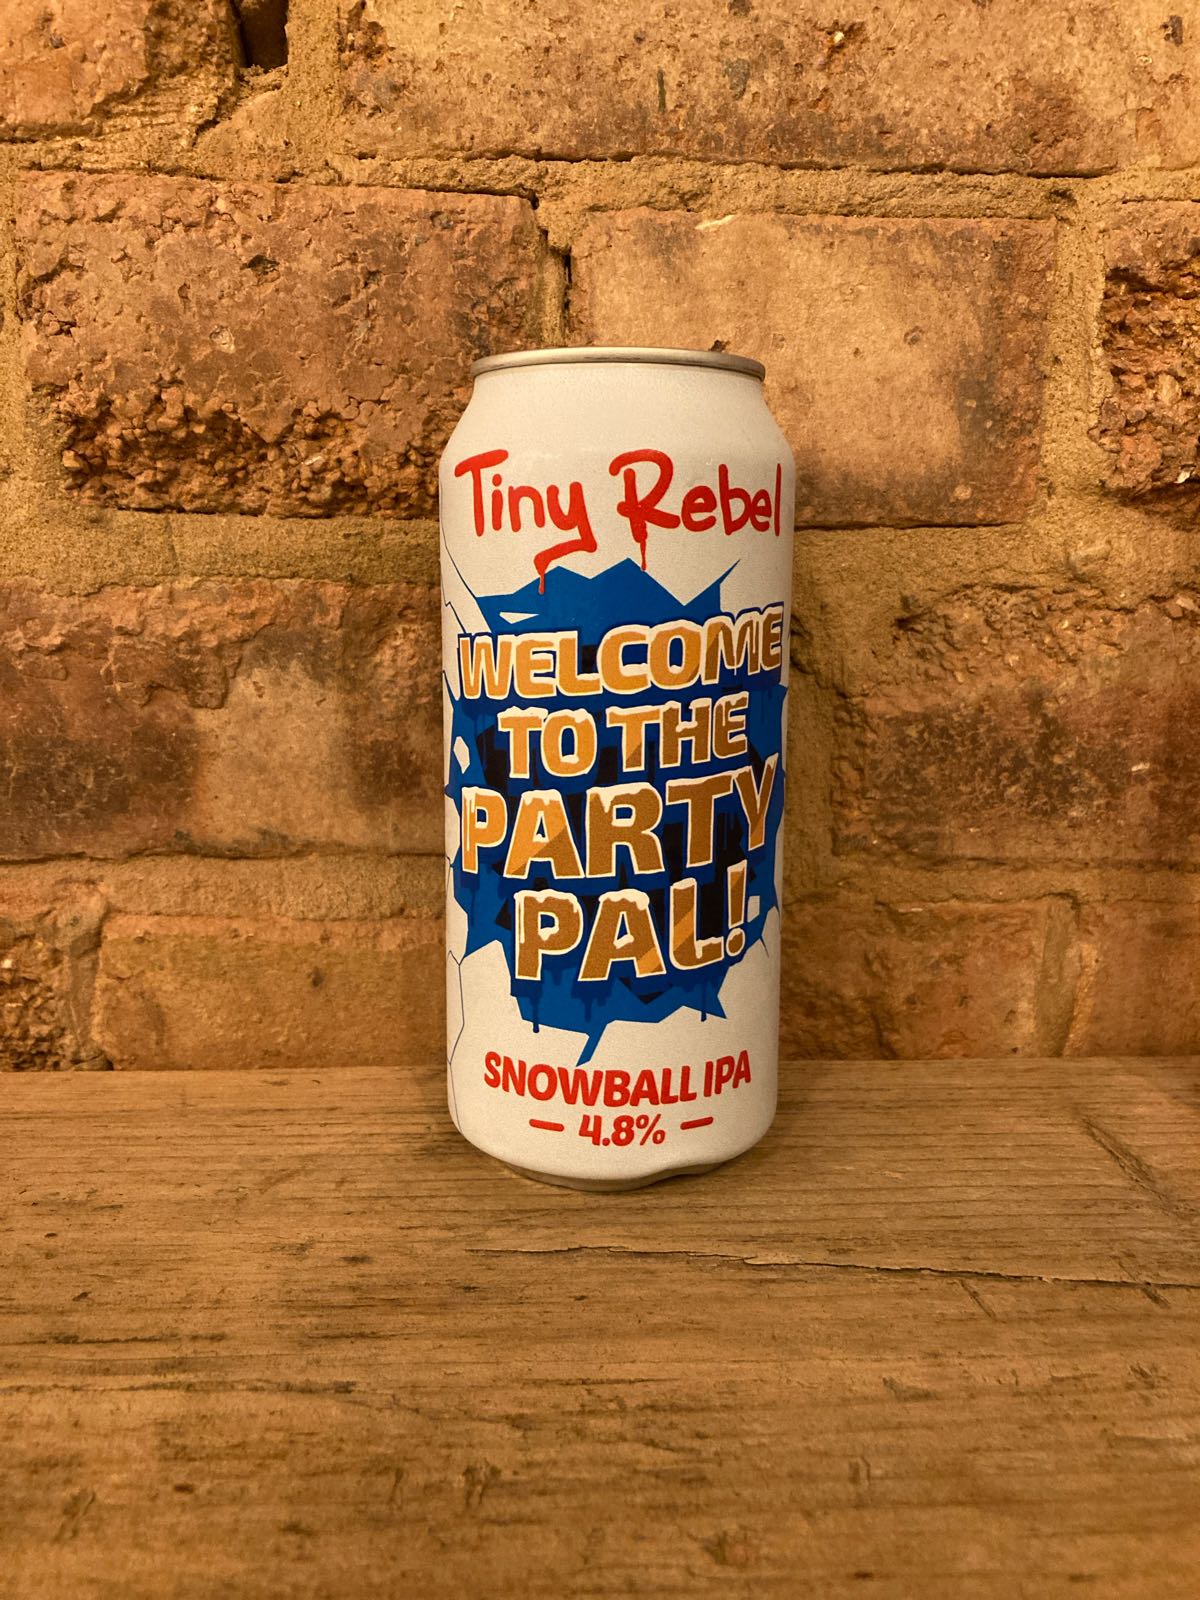 Tiny Rebel
WELCOME
TO THE
PARTY
PAL!
SNOWBALL IPA
— 4.8% —